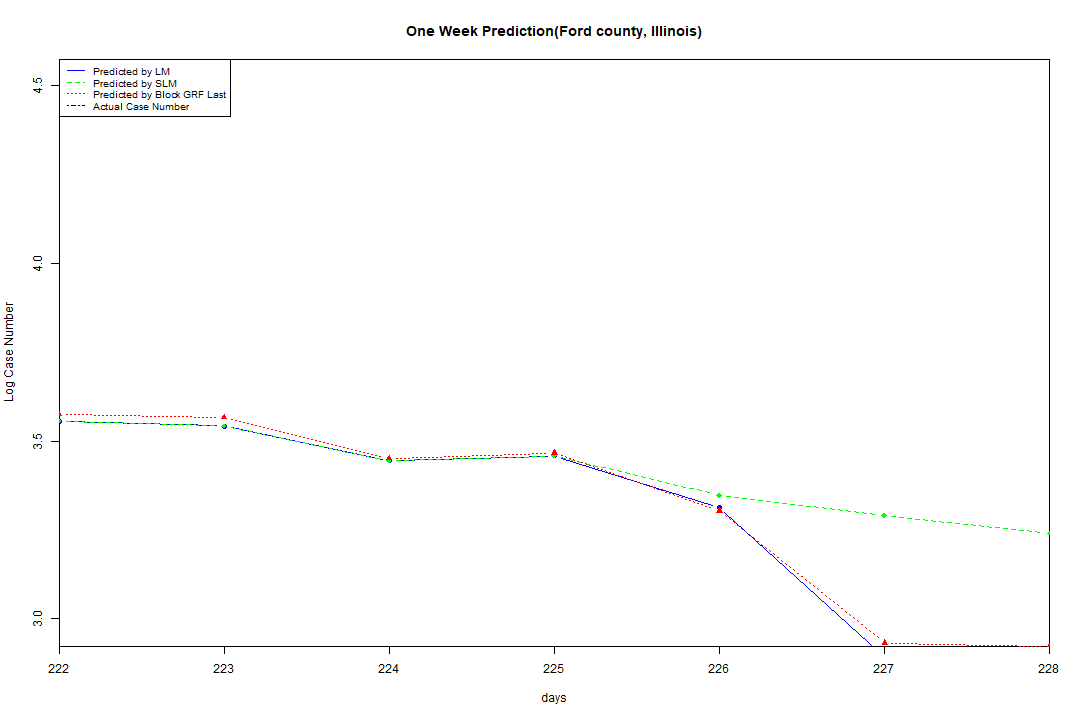 One Week Prediction(Ford county, Illinois)
Predicted by LM
Predicted by SLM
Predicted by Block GRF Last
Actual Case Number
4.5
4.0
3.5
3.0
Log Case Number
222 223 224 225 226 227 228
days